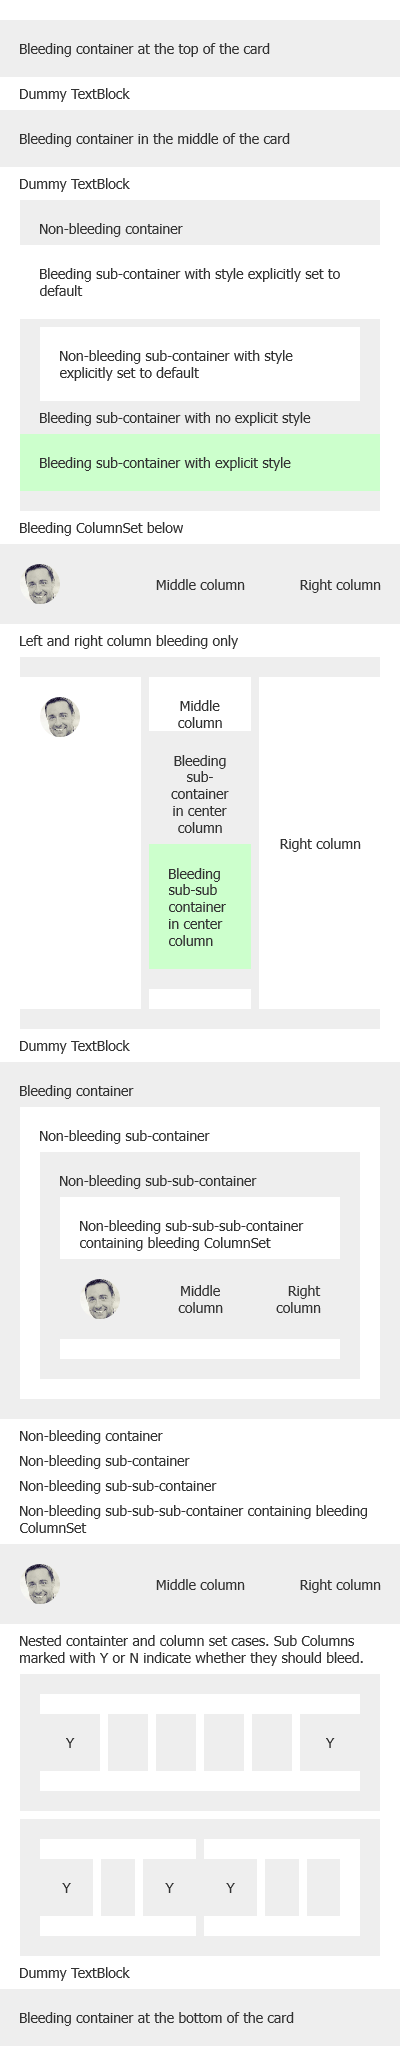 Bleeding container at the top of the card
Dummy TextBlock
Bleeding container in the middle of the card
Dummy TextBlock
Non-bleeding container
Bleeding sub-container with style explicitly set to
default
Non-bleeding sub-container with style
explicitly set to default
Bleeding sub-container with no explicit style
Bleeding sub-container with explicit style
Bleeding ColumnSet below
Middle column
Right column
Left and right column bleeding only
Middle
column
Bleeding
sub-
container
in center
column
Bleeding
sub-sub
container
in center
column
Right column
Dummy TextBlock
Bleeding container
Non-bleeding sub-container
Non-bleeding sub-sub-container
Non-bleeding sub-sub-sub-container
containing bleeding ColumnSet
Middle
column
Right
column
Non-bleeding container
Non-bleeding sub-container
Non-bleeding sub-sub-container
Non-bleeding sub-sub-sub-container containing bleeding
ColumnSet
Middle column
Right column
Nested containter and column set cases. Sub Columns
marked with Y or N indicate whether they should bleed.
Y
Y
Y
Y
Y
Dummy TextBlock
Bleeding container at the bottom of the card